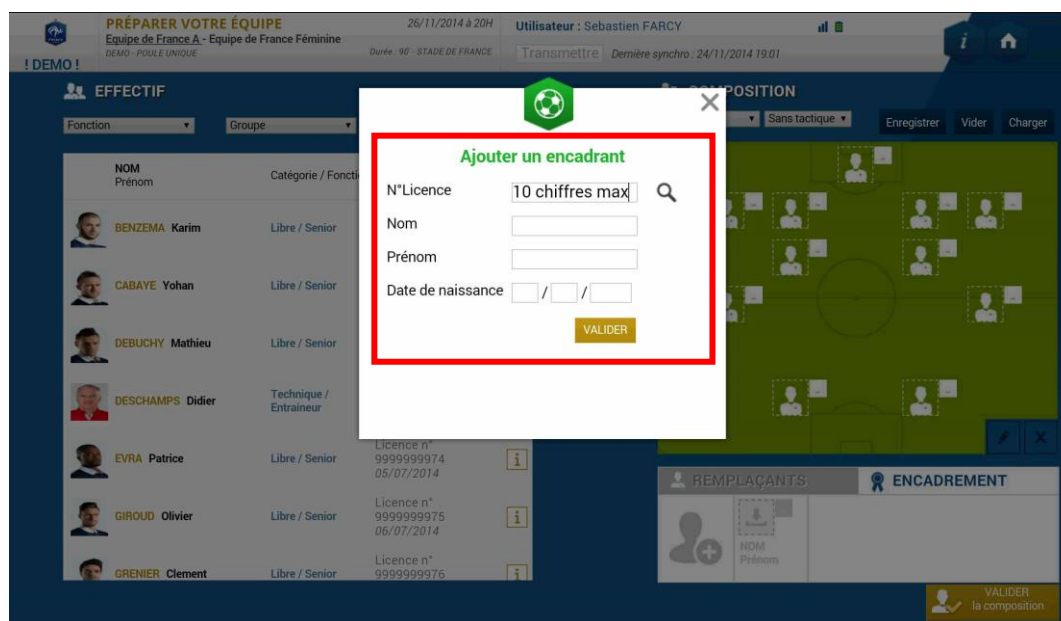 PRÉPARER VOTRE ÉQUIPE
Equipe de France A - Equipe de France Féminine
DEMO - POULE UNIQUE
! DEMO !
26/11/2014 à 20H
Durée : 90' - STADE DE FRANCE
Utilisateur : Sebastien FARCY
Transmettre Dernière synchro : 24/11/2014 19:01
i
EFFECTIF
Fonction
Groupe
NOM
Prénom
Catégorie / Foncti
BENZEMA Karim
Libre / Senior
CABAYE Yohan
Libre / Senior
DEBUCHY Mathieu
Libre / Senior
DESCHAMPS Didier
Technique /
Entraineur
EVRA Patrice
Libre / Senior
Licence n°
9999999974
05/07/2014
i
GIROUD Olivier
Libre / Senior
Licence n°
9999999975
06/07/2014
i
GRENIER Clement
Libre / Senior
Licence n°
9999999976
i
Ajouter un encadrant
N°Licence 10 chiffres max
Nom
Prénom
Date de naissance / /
VALIDER
POSITION
Sans tactique
Enregistrer
Vider
Charger
REMPLAÇANTS
ENCADREMENT
NOM
Prénom
VALIDER
la composition